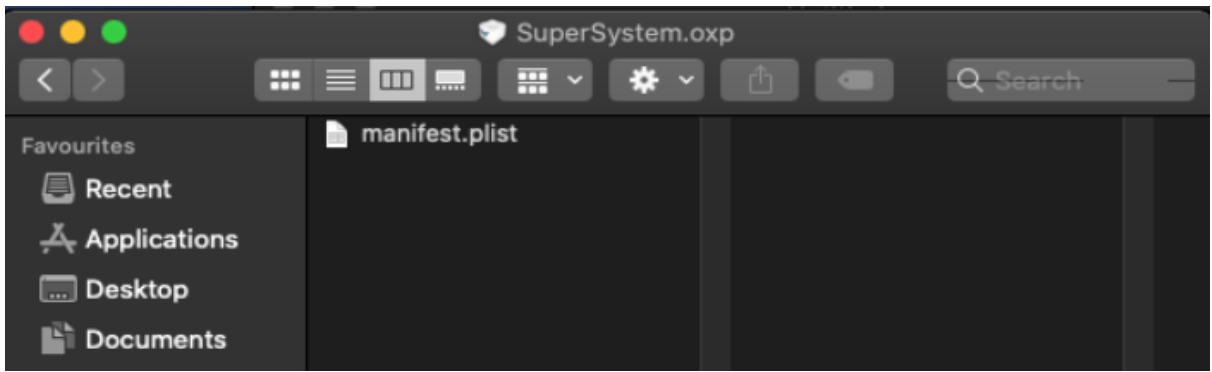 SuperSystem.oxp
Search
Favourites
manifest.plist
Recent
Applications
Desktop
Documents